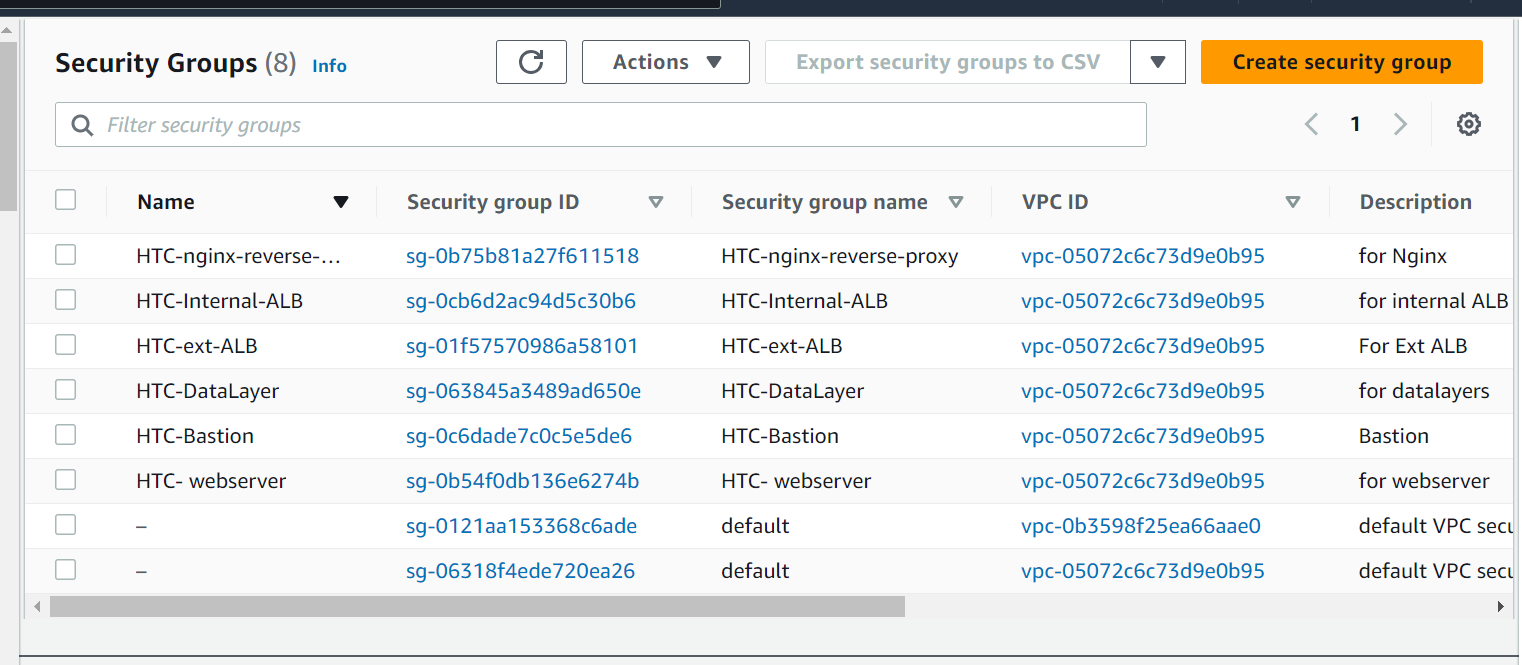 Security Groups (8) Info Actions Export security groups to CSV Create security group
Filter security groups 1
Name Security group ID Security group name VPC ID Description
HTC-nginx-reverse-... sg-0b75b81a27f611518 HTC-nginx-reverse-proxy vpc-05072c6c73d9e0b95 for Nginx
HTC-Internal-ALB sg-0cb6d2ac94d5c30b6 HTC-Internal-ALB vpc-05072c6c73d9e0b95 for internal ALB
HTC-ext-ALB sg-01f57570986a58101 HTC-ext-ALB vpc-05072c6c73d9e0b95 For Ext ALB
HTC-DataLayer sg-063845a3489ad650e HTC-DataLayer vpc-05072c6c73d9e0b95 for datalayers
HTC-Bastion sg-0c6dade7c0c5e5de6 HTC-Bastion vpc-05072c6c73d9e0b95 Bastion
HTC- webserver sg-0b54f0db136e6274b HTC- webserver vpc-05072c6c73d9e0b95 for webserver
– sg-0121aa153368c6ade default vpc-0b3598f25ea66aae0 default VPC secu
– sg-06318f4ede720ea26 default vpc-05072c6c73d9e0b95 default VPC secu